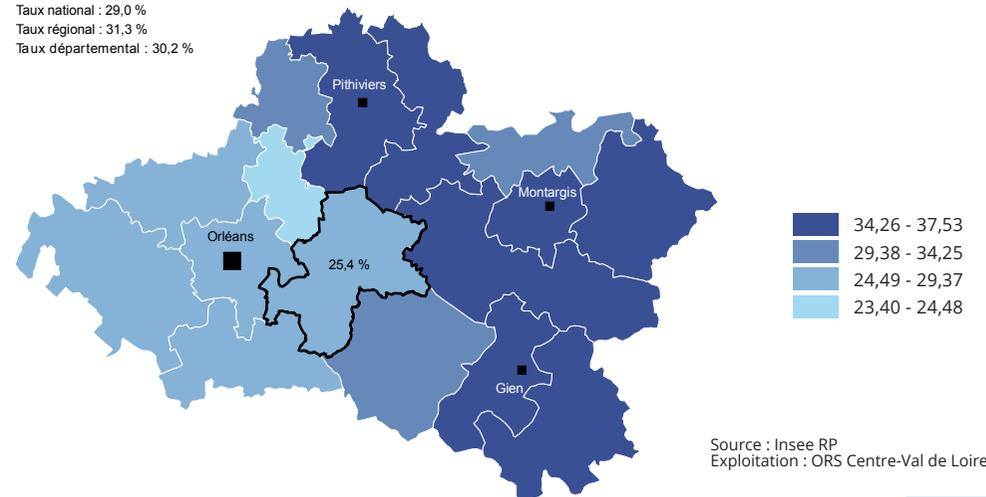 Taux national : 29,0 %
Taux régional : 31,3 %
Taux départemental : 30,2 %
Pithiviers
Montargis
Orléans
25,4 %
Gien
34,26 - 37,53
29,38 - 34,25
24,49 - 29,37
23,40 - 24,48
Source : Insee RP
Exploitation : ORS Centre-Val de Loire